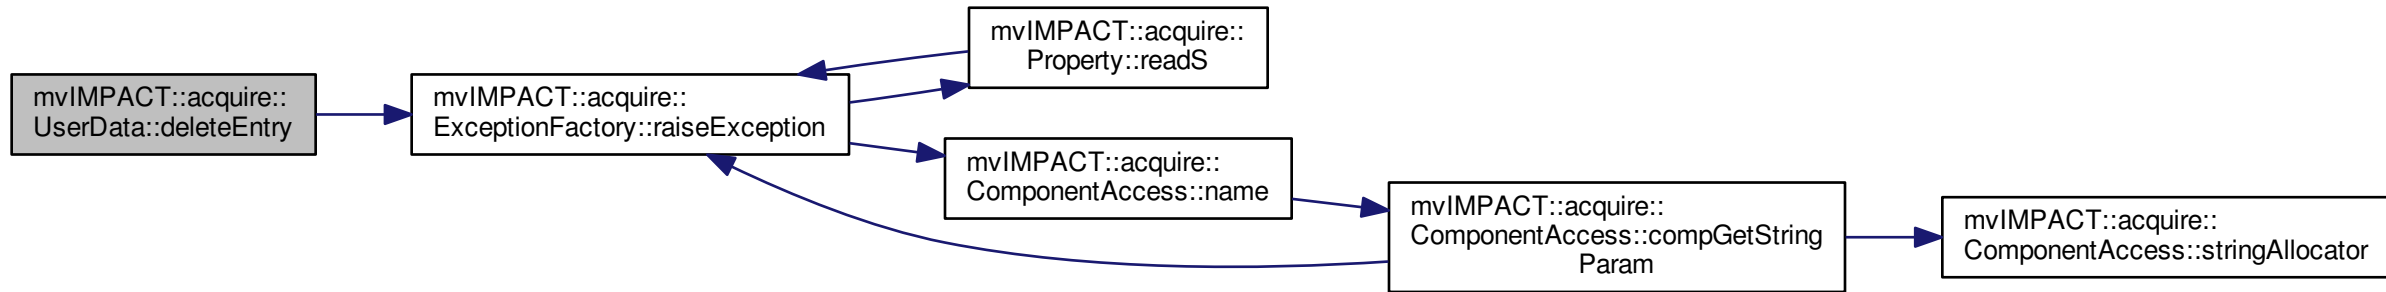 mvIMPACT::acquire::
UserData::deleteEntry
mvIMPACT::acquire::
ExceptionFactory::raiseException
mvIMPACT::acquire::
Property::readS
mvIMPACT::acquire::
ComponentAccess::name
mvIMPACT::acquire::
ComponentAccess::compGetString
Param
mvIMPACT::acquire::
ComponentAccess::stringAllocator